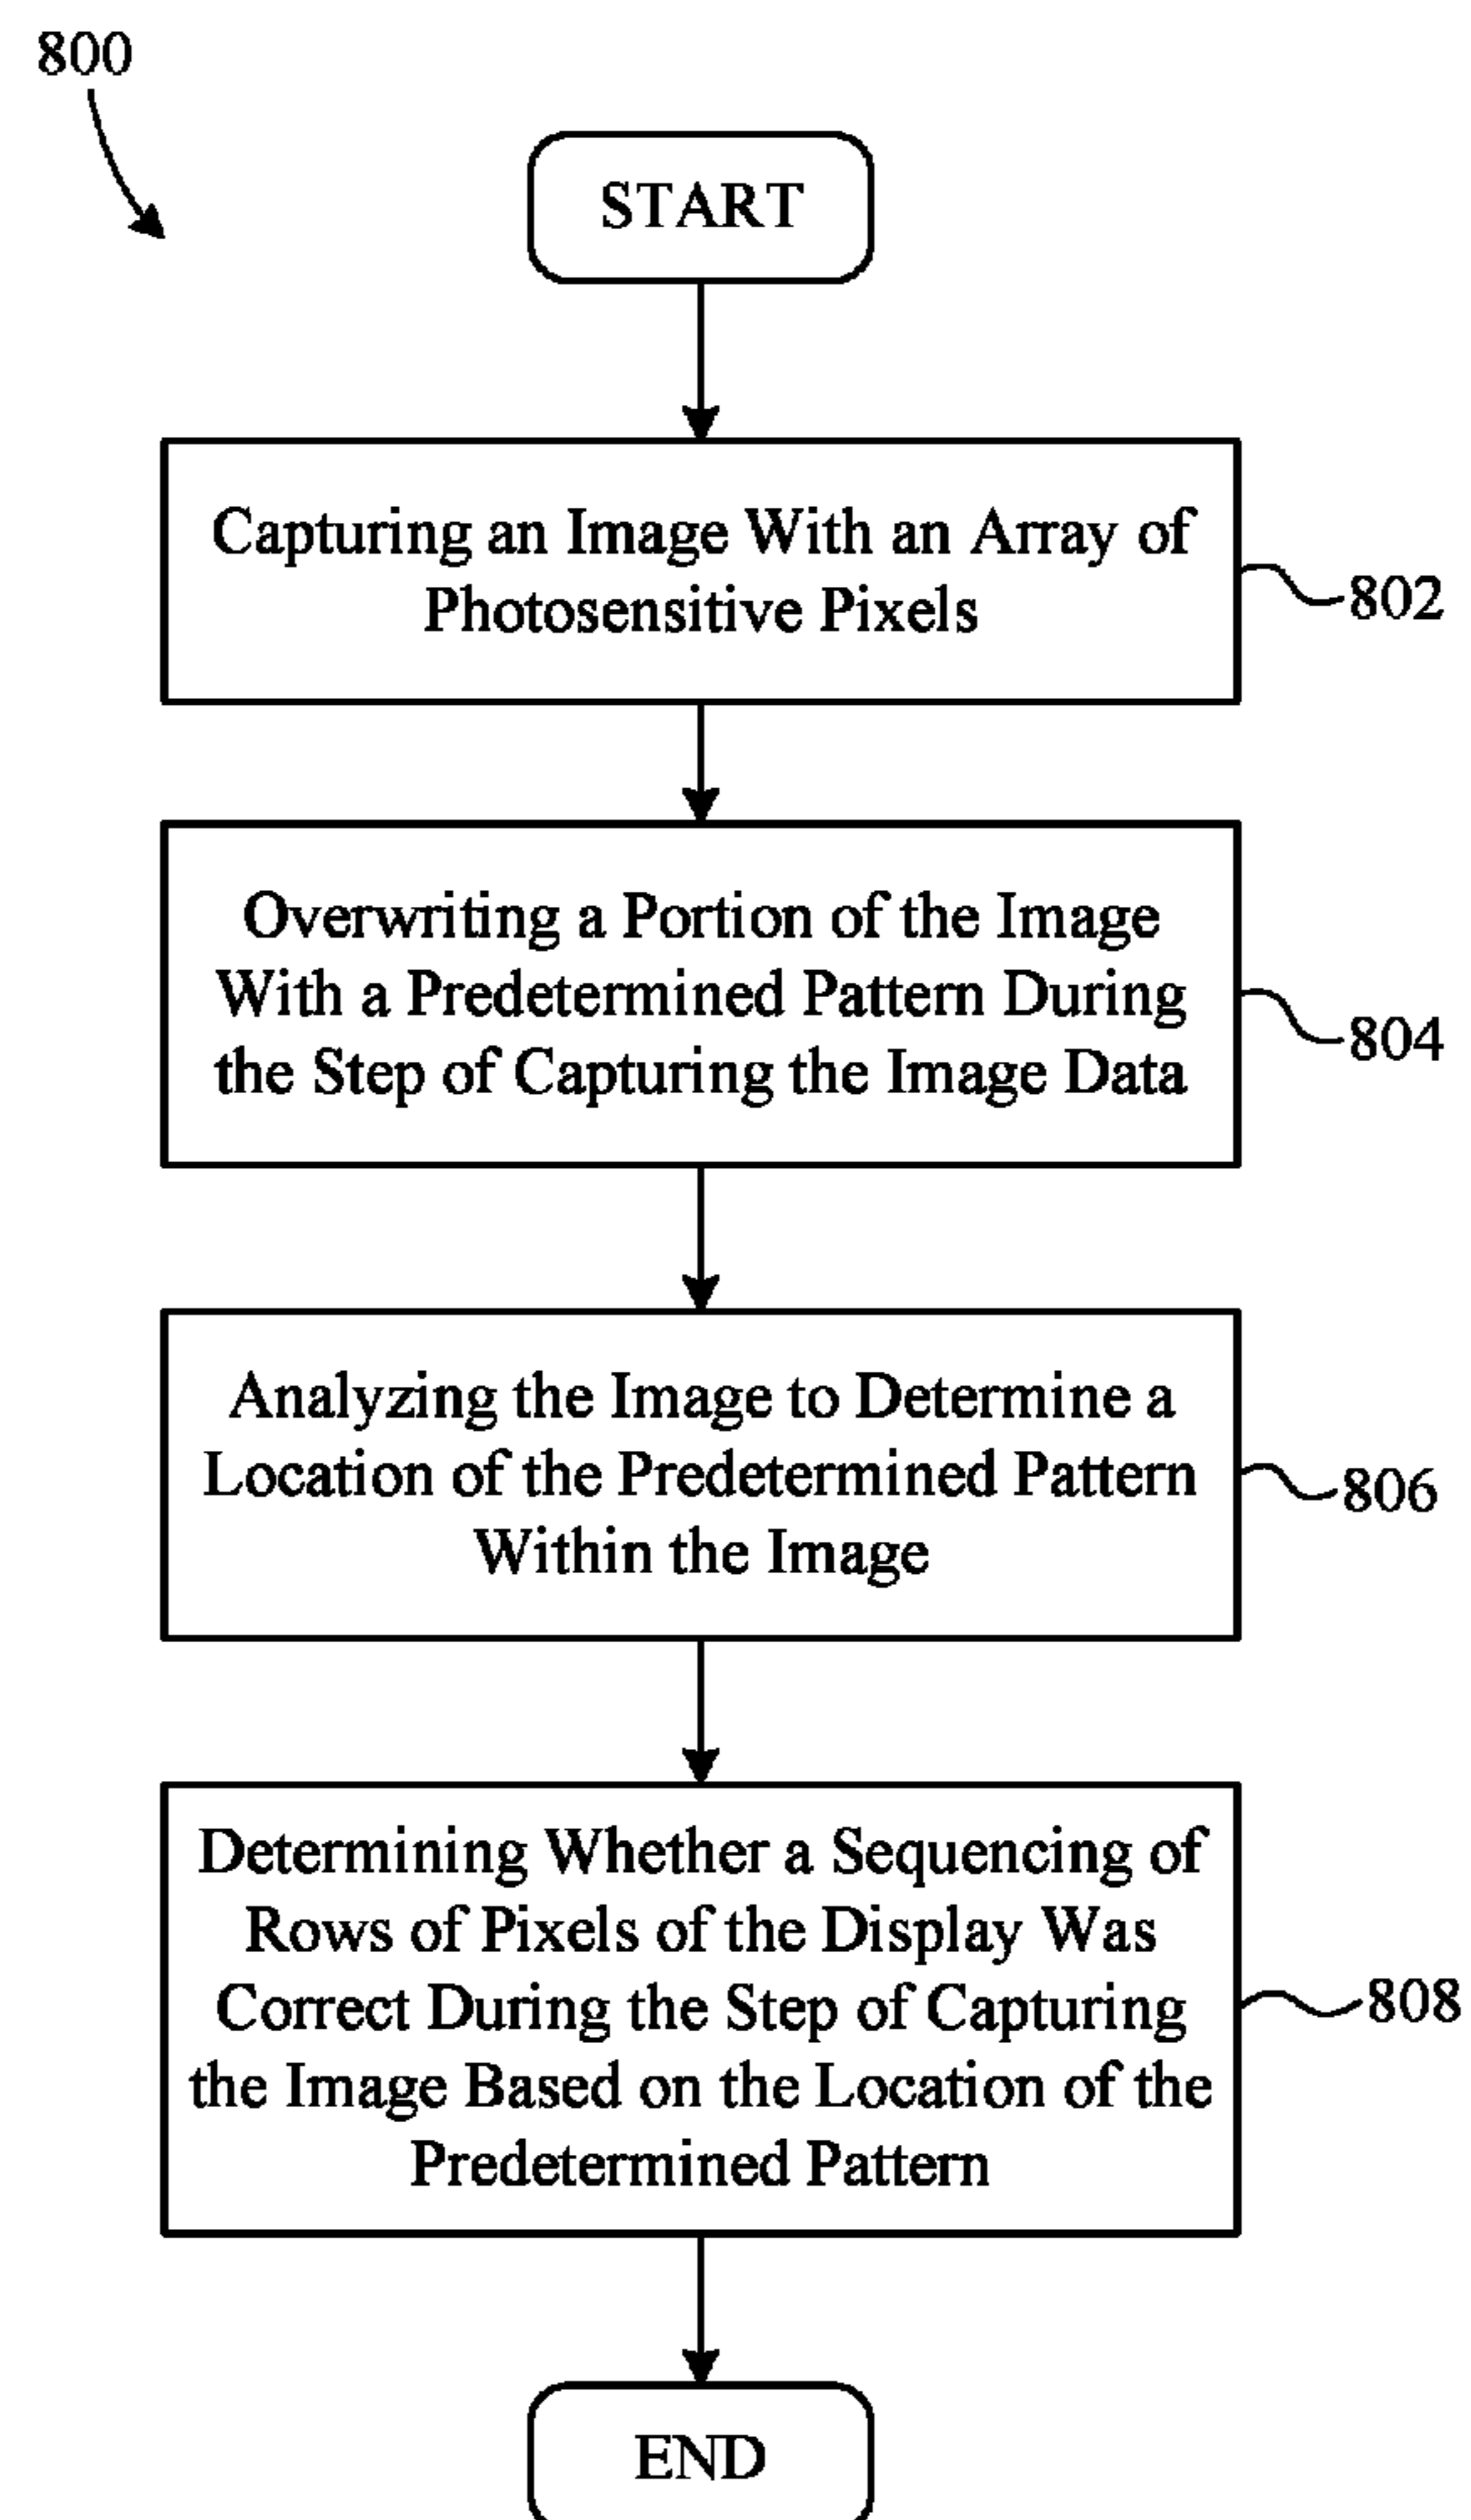 800
START
Capturing an Image With an Array of
Photosensitive Pixels
802
Overwriting a Portion of the Image
With a Predetermined Pattern During
the Step of Capturing the Image Data
804
Analyzing the Image to Determine a
Location of the Predetermined Pattern
Within the Image
806
Determining Whether a Sequencing of
Rows of Pixels of the Display Was
Correct During the Step of Capturing
the Image Based on the Location of the
Predetermined Pattern
808
END